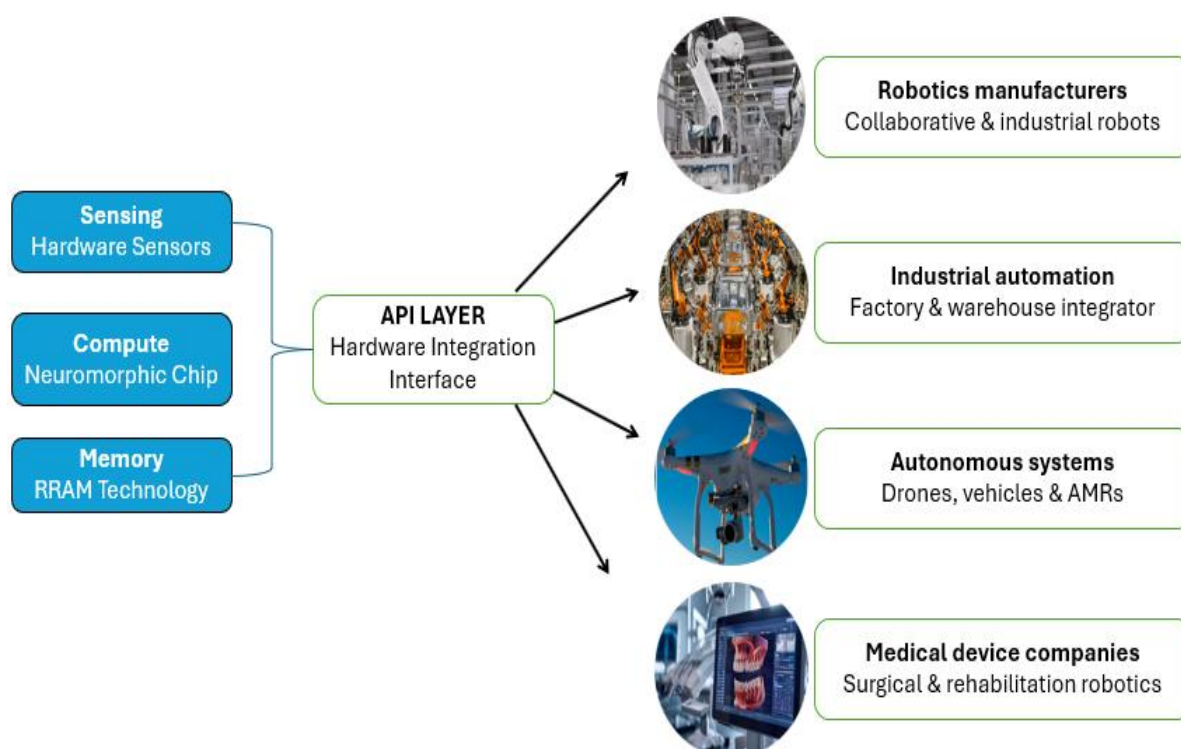 Sensing
Hardware Sensors
Compute
Neuromorphic Chip
Memory
RRAM Technology
API LAYER
Hardware Integration
Interface
Robotics manufacturers
Collaborative & industrial robots
Industrial automation
Factory & warehouse integrator
Autonomous systems
Drones, vehicles & AMRs
Medical device companies
Surgical & rehabilitation robotics